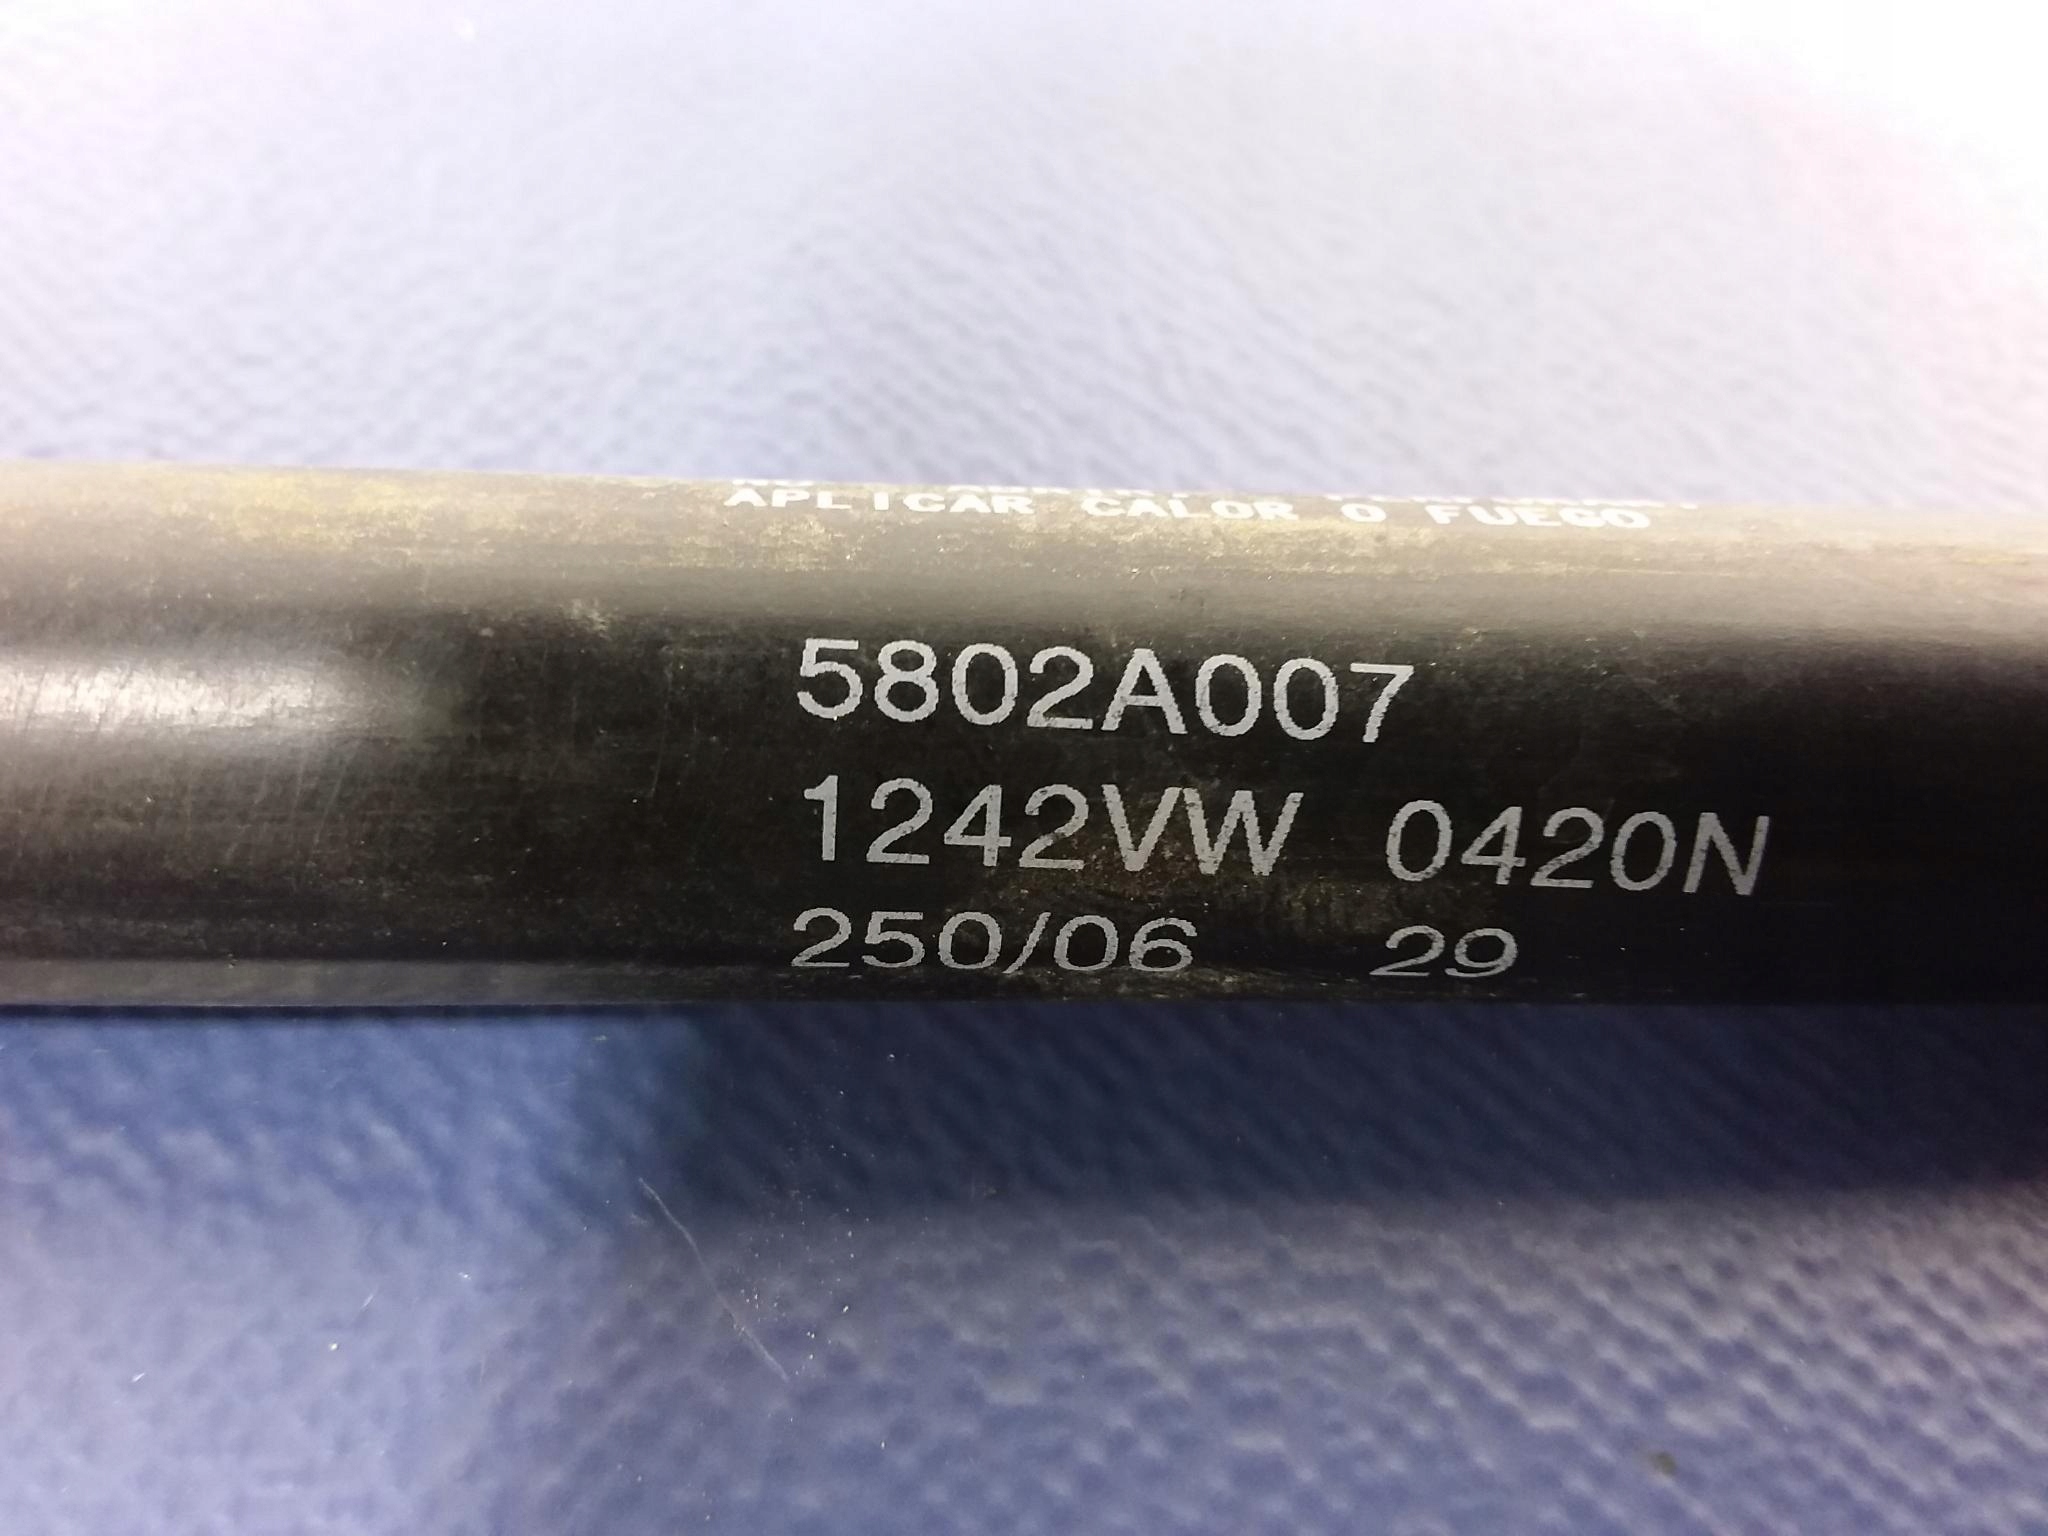 APLICAR CALOR O FUEGO
5802A007
1242VW 0420N
250/06 29